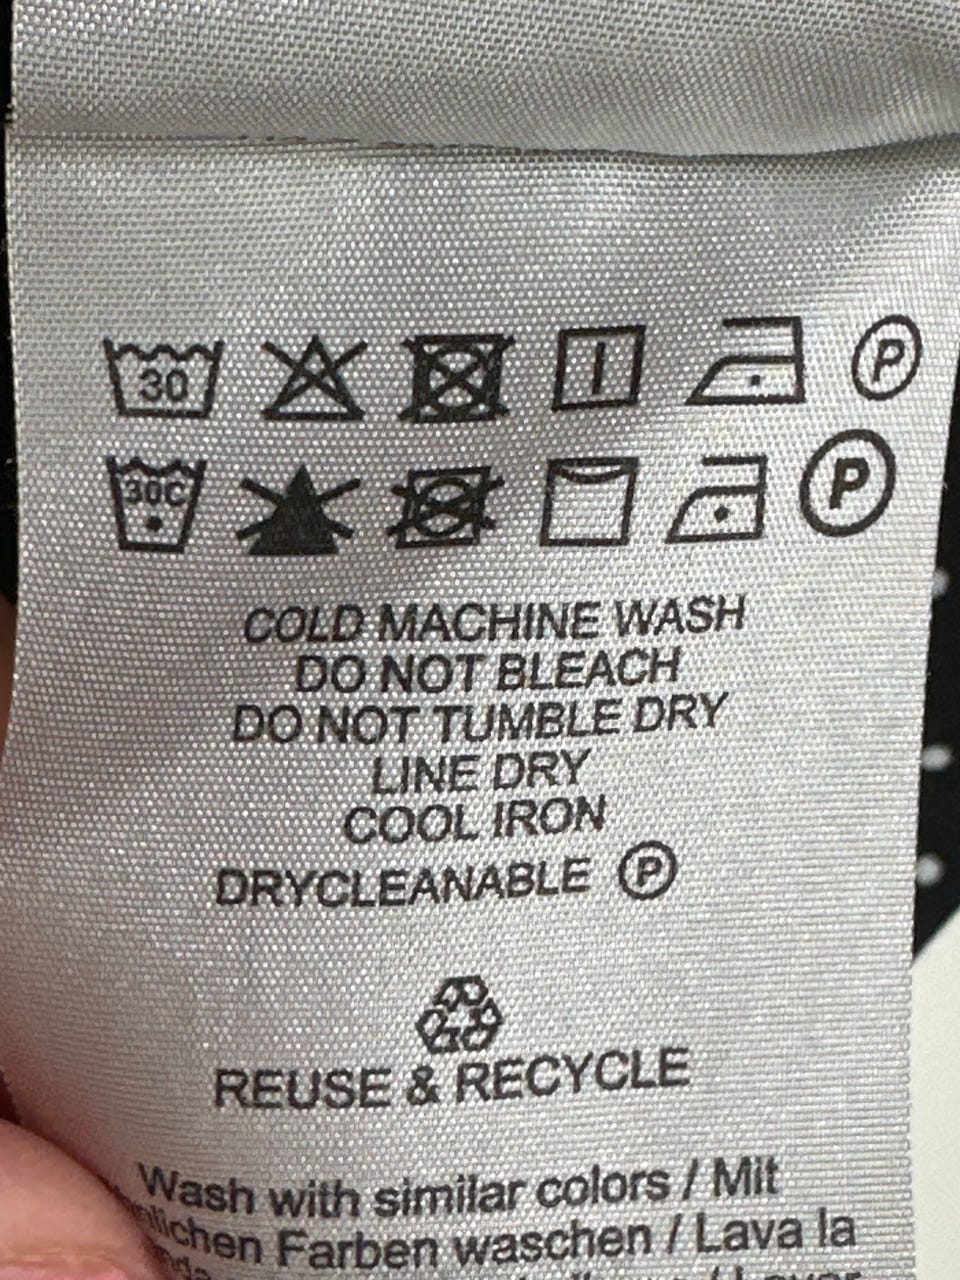 30 P
30C P
COLD MACHINE WASH
DO NOT BLEACH
DO NOT TUMBLE DRY
LINE DRY
COOL IRON
DRYCLEANABLE P
REUSE & RECYCLE
Wash with similar colors / Mit
nlichen Farben waschen / Lava la